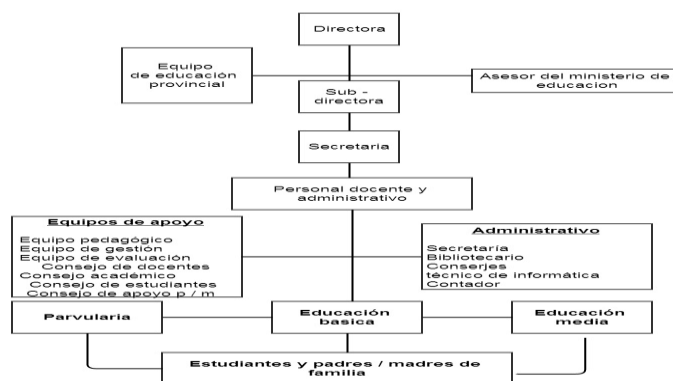 Directora
Equipo
de educación
provincial
Asesor del ministerio de
educacion
Sub -
directora
Secretaria
Personal docente y
administrativo
Equipos de apoyo
Equipo pedagógico
Equipo de gestión
Equipo de evaluación
Consejo de docentes
Consejo académico
Consejo de estudiantes
Consejo de apoyo p / m
Administrativo
Secretaría
Bibliotecario
Conserjes
técnico de informática
Contador
Parvularia
Educación
basica
Educación
media
Estudiantes y padres / madres de
familia